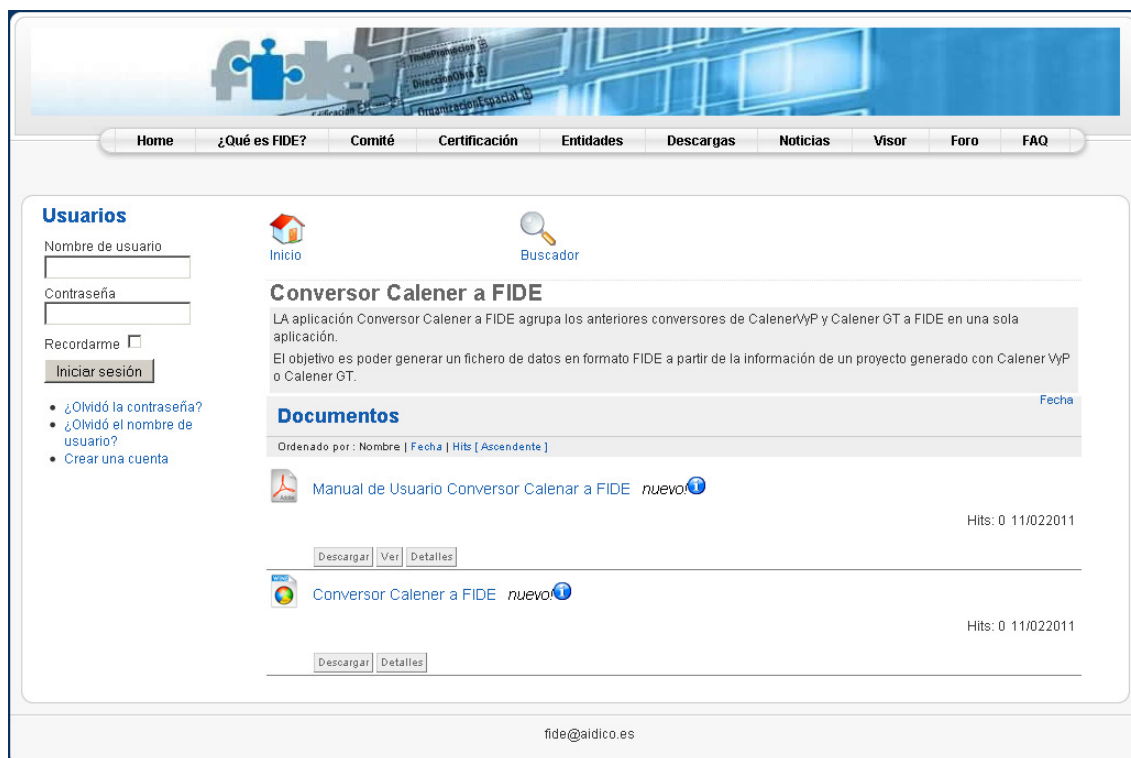 fide
TituloPromocion
DireccionObra
OrganizacionEspacial
Home ¿Qué es FIDE? Comité Certificación Entidades Descargas Noticias Visor Foro FAQ
Usuarios
Nombre de usuario
Contraseña
Recordarme
Iniciar sesión
¿Olvidó la contraseña?
¿Olvidó el nombre de
usuario?
Crear una cuenta
Inicio Buscador
Conversor Calener a FIDE
LA aplicación Conversor Calener a FIDE agrupa los anteriores conversores de CalenerVyP y Calener GT a FIDE en una sola
aplicación.
El objetivo es poder generar un fichero de datos en formato FIDE a partir de la información de un proyecto generado con Calener VyP
o Calener GT.
Fecha
Documentos
Ordenado por : Nombre | Fecha | Hits [ Ascendente ]
Manual de Usuario Conversor Calenar a FIDE nuevo!
Hits: 0 11/022011
Descargar Ver Detalles
Conversor Calener a FIDE nuevo!
Hits: 0 11/022011
Descargar Detalles
fide@aidico.es